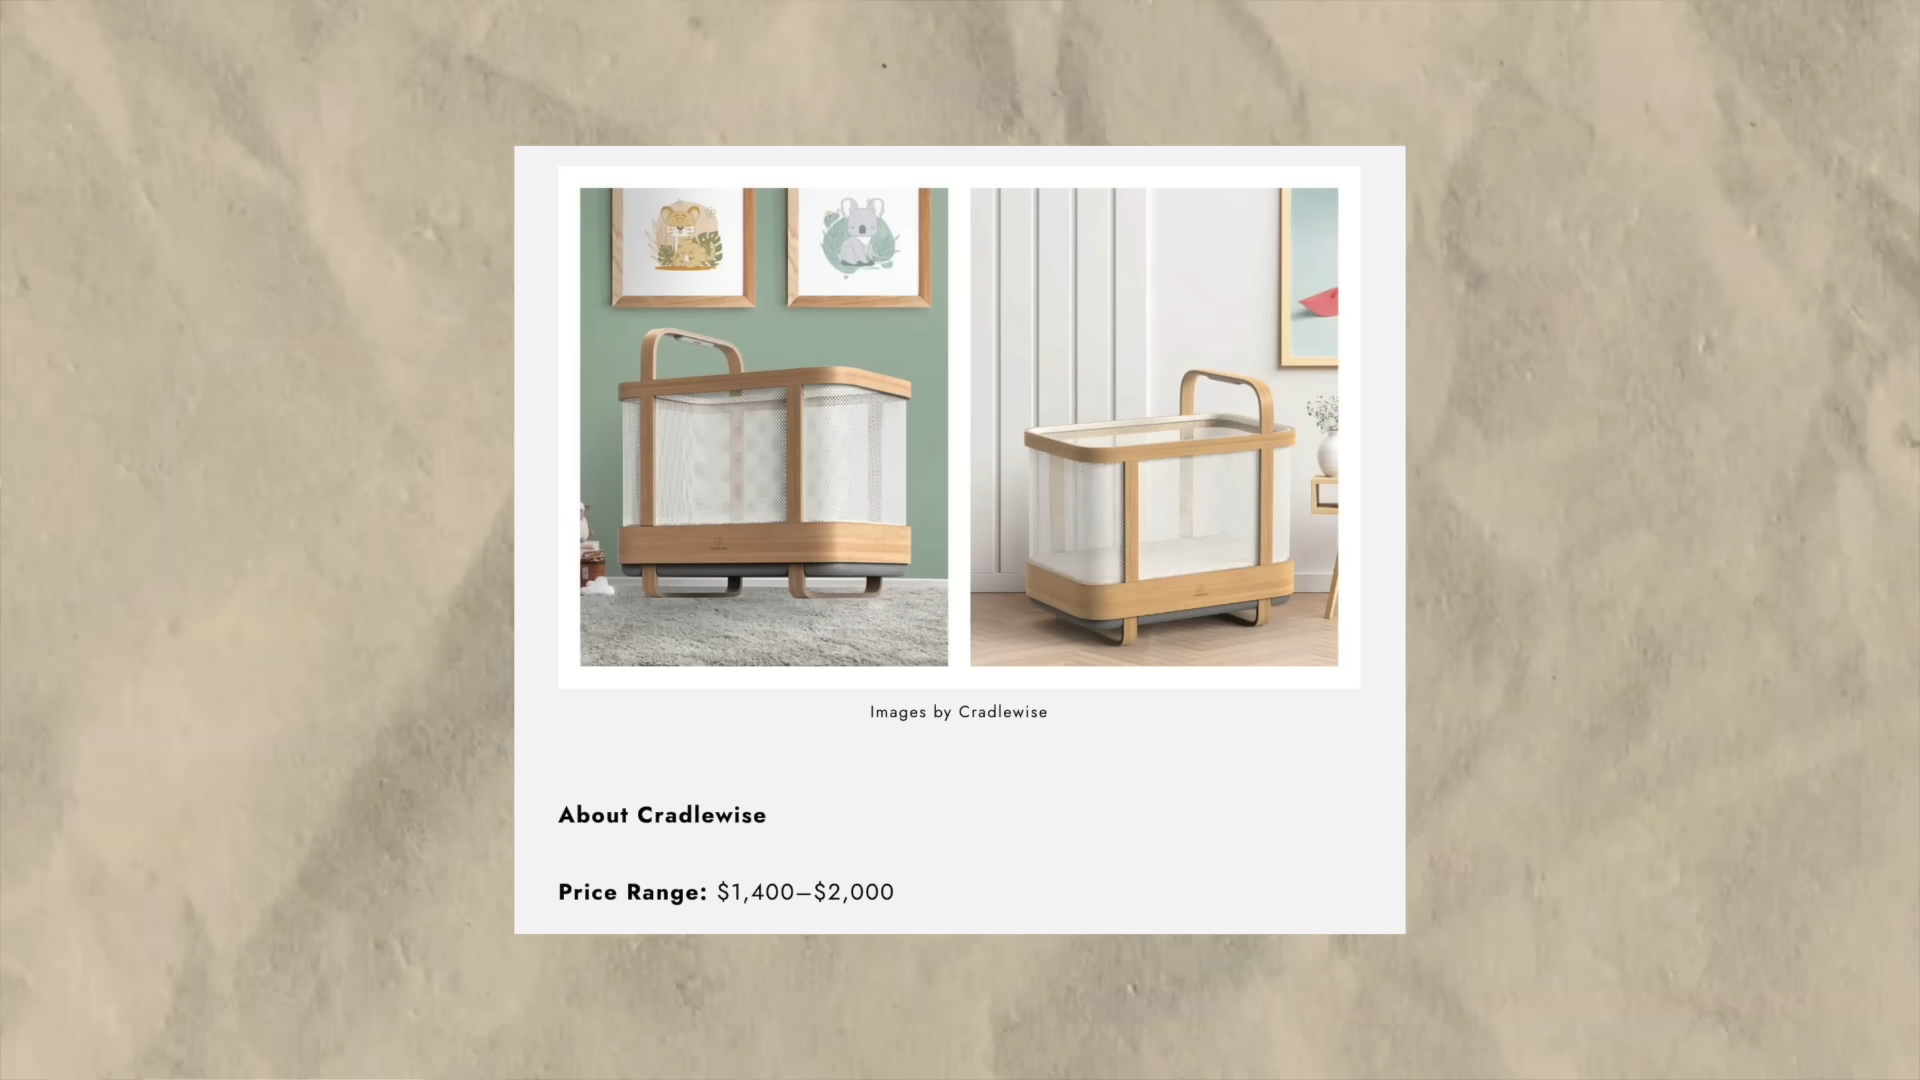 Images by Cradlewise
About Cradlewise
Price Range: $1,400–$2,000